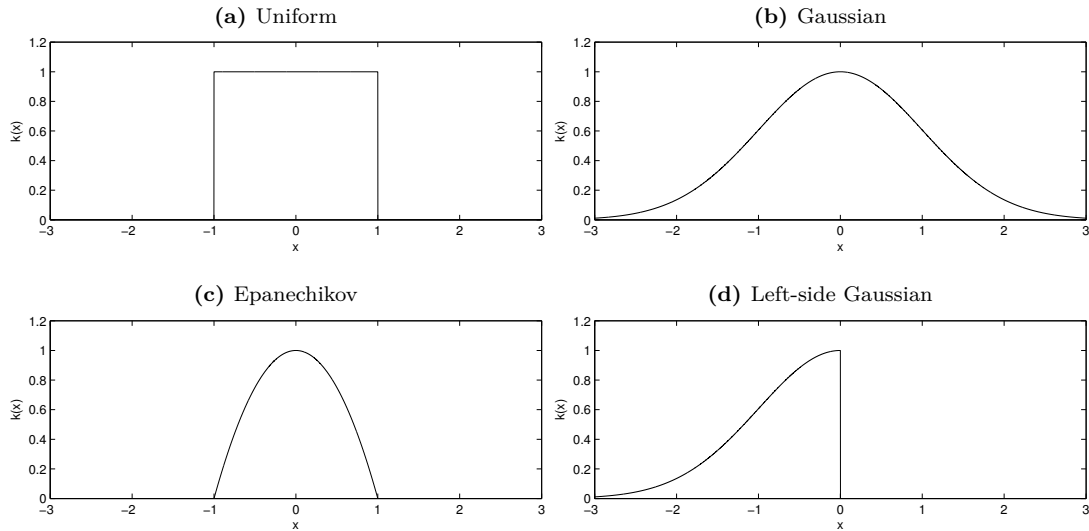 (a) Uniform
(b) Gaussian
1.2
1
0.8
0.6
0.4
0.2
0
k(x)
−3 −2 −1 0 1 2 3
x
1.2
1
0.8
0.6
0.4
0.2
0
k(x)
−3 −2 −1 0 1 2 3
x
(c) Epanechikov
(d) Left-side Gaussian
1.2
1
0.8
0.6
0.4
0.2
0
k(x)
−3 −2 −1 0 1 2 3
x
1.2
1
0.8
0.6
0.4
0.2
0
k(x)
−3 −2 −1 0 1 2 3
x